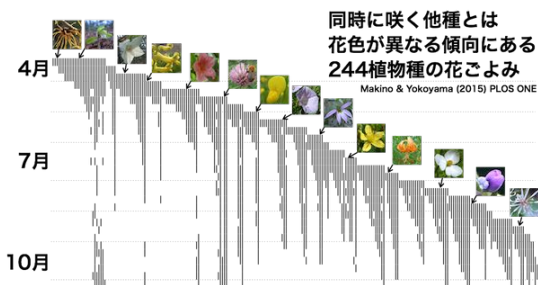 同時に咲く他種とは
花色が異なる傾向にある
244植物種の花ごよみ
Makino & Yokoyama (2015) PLOS ONE
4月
7月
10月